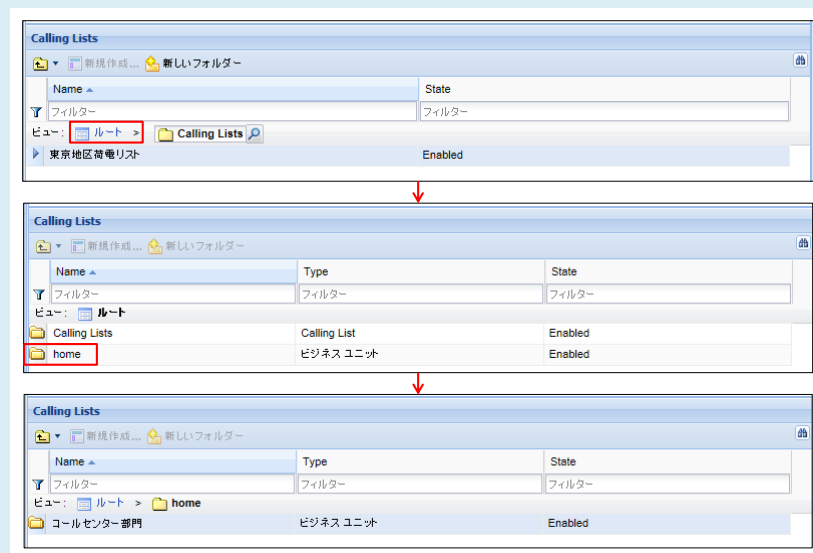 Calling Lists
新規作成... 新しいフォルダー
Name State
フィルター フィルター
ビュー: ルート > Calling Lists
東京地区荷電リスト Enabled
Calling Lists
新規作成... 新しいフォルダー
Name Type State
フィルター フィルター フィルター
ビュー: ルート
Calling Lists Calling List Enabled
home ビジネス ユニット Enabled
Calling Lists
新規作成... 新しいフォルダー
Name Type State
フィルター フィルター フィルター
ビュー: ルート > home
コールセンター部門 ビジネス ユニット Enabled